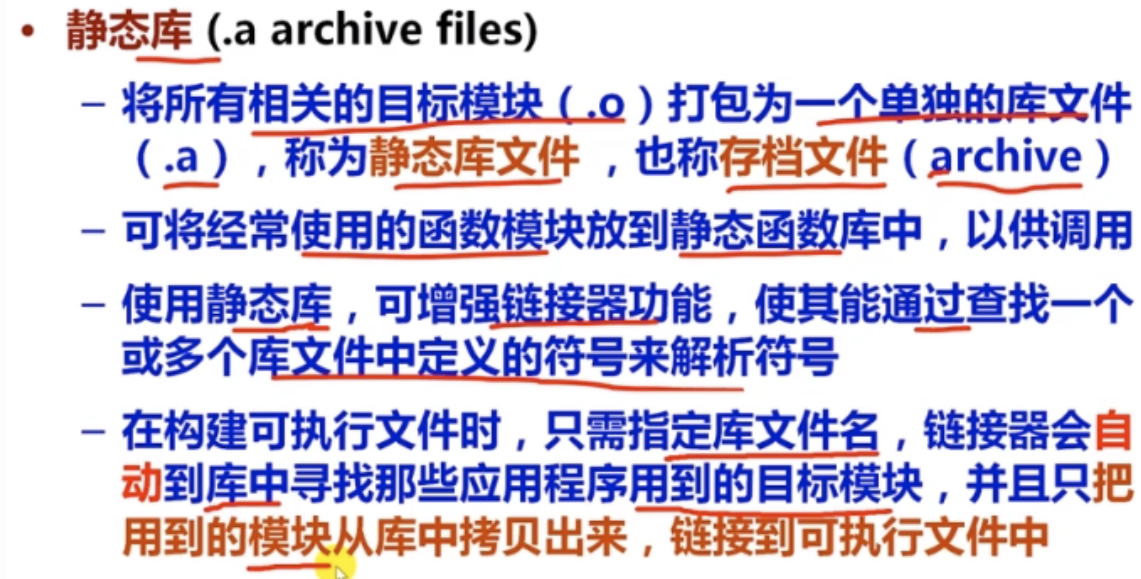 • 静态库 (.a archive files)
– 将所有相关的目标模块（.o）打包为一个单独的库文件
（.a），称为静态库文件 ，也称存档文件（archive）
– 可将经常使用的函数模块放到静态函数库中，以供调用
– 使用静态库，可增强链接器功能，使其能通过查找一个
或多个库文件中定义的符号来解析符号
– 在构建可执行文件时，只需指定库文件名，链接器会自
动到库中寻找那些应用程序用到的目标模块，并且只把
用到的模块从库中拷贝出来，链接到可执行文件中